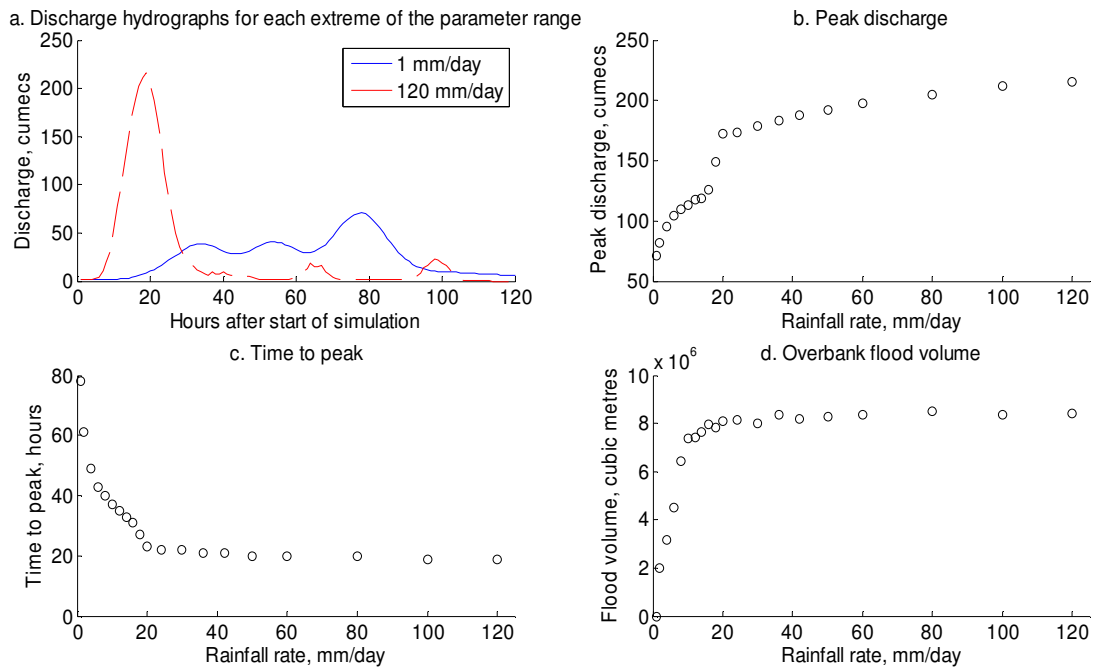 a. Discharge hydrographs for each extreme of the parameter range
250
200
150
100
50
0
0 20 40 60 80 100 120
Discharge, cumecs
Hours after start of simulation
1 mm/day
120 mm/day
b. Peak discharge
250
200
150
100
50
0 20 40 60 80 100 120
Peak discharge, cumecs
Rainfall rate, mm/day
c. Time to peak
80
60
40
20
0
0 20 40 60 80 100 120
Time to peak, hours
Rainfall rate, mm/day
d. Overbank flood volume
x 10^6
10
8
6
4
2
0
0 20 40 60 80 100 120
Flood volume, cubic metres
Rainfall rate, mm/day